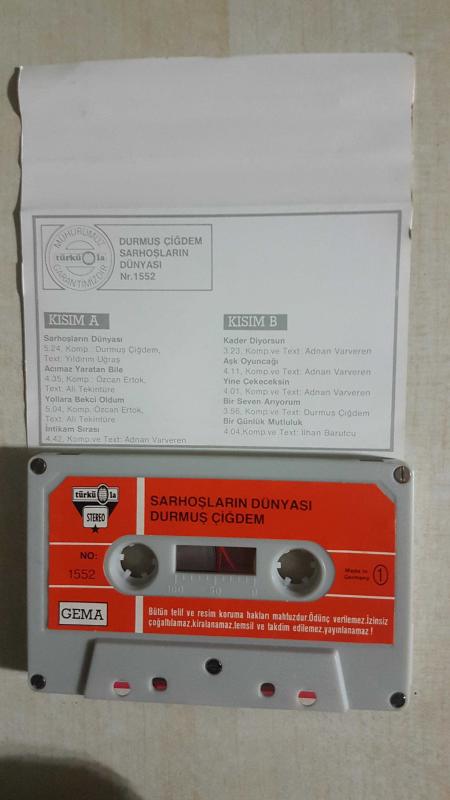 MÜHÜRÜMÜZ
türküola
GARANTİMİZDİR
DURMUŞ ÇİĞDEM
SARHOŞLARIN
DÜNYASI
Nr.1552
KISIM A
Sarhoşların Dünyası
5.24, Komp.: Durmuş Çiğdem,
Text: Yıldırım Uğraş
Acımaz Yaratan Bile
4.35, Komp.: Özcan Ertok,
Text: Ali Tekintüre
Yollara Bekci Oldum
5.04, Komp.Özcan Ertok,
Text: Ali Tekintüre
İntikam Sırası
4.42, Komp.ve Text: Adnan Varveren
KISIM B
Kader Diyorsun
3.23, Komp.ve Text: Adnan Varveren
Aşk Oyuncağı
4.11, Komp.ve Text: Adnan Varveren
Yine Cekeceksin
4.01, Komp.ve Text: Adnan Varveren
Bir Seven Arıyorum
3.56, Komp.ve Text: Durmuş Çiğdem
Bir Günlük Mutluluk
4.04,Komp.ve Text: İlhan Barutcu
türküola
STEREO
SARHOŞLARIN DÜNYASI
DURMUŞ ÇİĞDEM
NO:
1552
100 50 0
Made in
Germany
1
GEMA
Bütün telif ve resim koruma hakları mahfuzdur.Ödünç verilemez.İzinsiz
çoğaltılamaz,kiralanamaz,temsil ve takdim edilemez,yayınlanamaz!